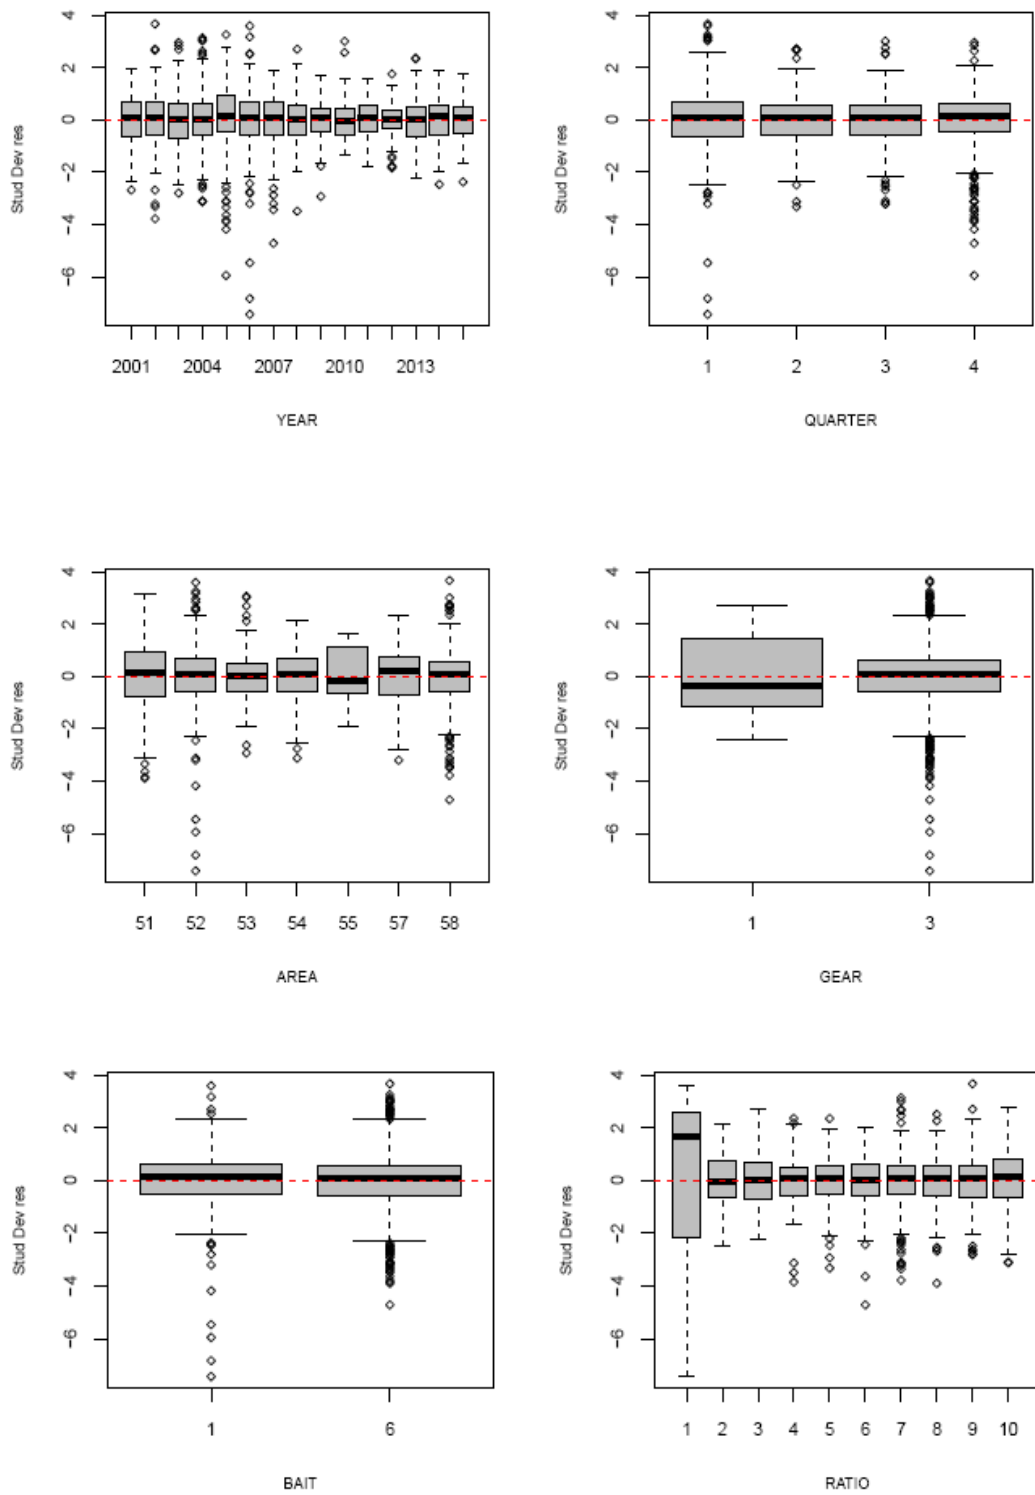 4 2 0 −2 −4 −6
Stud Dev res
2001 2004 2007 2010 2013
YEAR
4 2 0 −2 −4 −6
Stud Dev res
1 2 3 4
QUARTER
4 2 0 −2 −4 −6
Stud Dev res
51 52 53 54 55 57 58
AREA
4 2 0 −2 −4 −6
Stud Dev res
1 3
GEAR
4 2 0 −2 −4 −6
Stud Dev res
1 6
BAIT
4 2 0 −2 −4 −6
Stud Dev res
1 2 3 4 5 6 7 8 9 10
RATIO